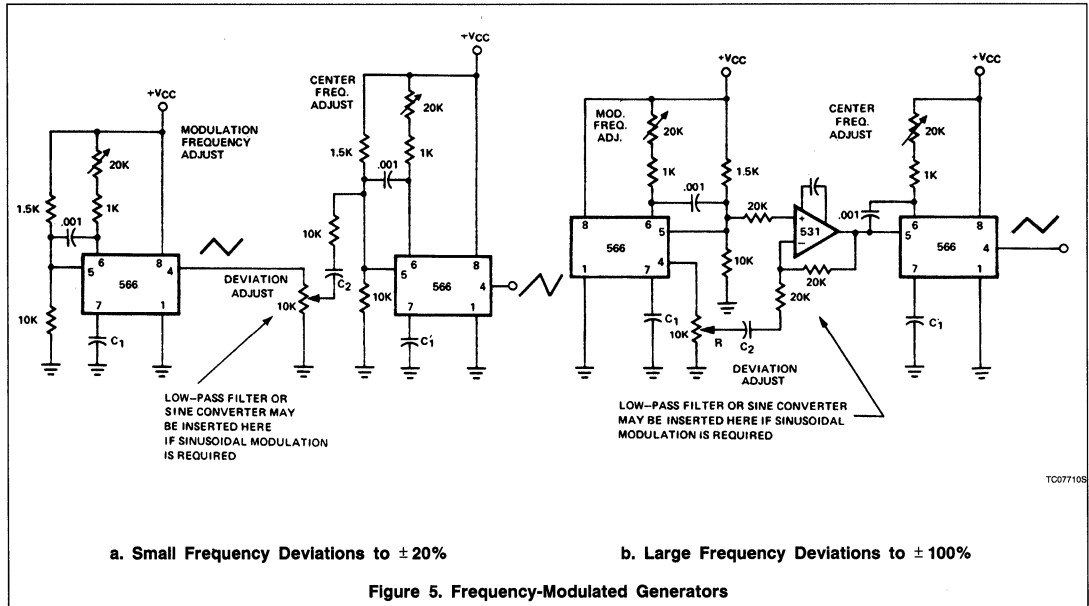 +VCC
MODULATION
FREQUENCY
ADJUST
20K
1.5K
.001
1K
6
8
5
4
566
7
1
10K
C1
CENTER
FREQ.
ADJUST
+VCC
20K
1.5K
.001
1K
10K
C2
DEVIATION
ADJUST
10K
10K
6
8
5
566
4
7
1
C'1
LOW–PASS FILTER OR
SINE CONVERTER MAY
BE INSERTED HERE
IF SINUSOIDAL MODULATION
IS REQUIRED
+VCC
MOD.
FREQ.
ADJ.
20K
1K
1.5K
.001
8
6
5
566
4
1
7
20K
10K
C1
10K
R
C2
DEVIATION
ADJUST
+
531
–
20K
20K
+VCC
CENTER
FREQ.
ADJUST
20K
1K
.001
6
8
5
566
4
7
1
C'1
LOW–PASS FILTER OR SINE CONVERTER
MAY BE INSERTED HERE IF SINUSOIDAL
MODULATION IS REQUIRED
TC07710S
a. Small Frequency Deviations to ±20%
b. Large Frequency Deviations to ±100%
Figure 5. Frequency-Modulated Generators